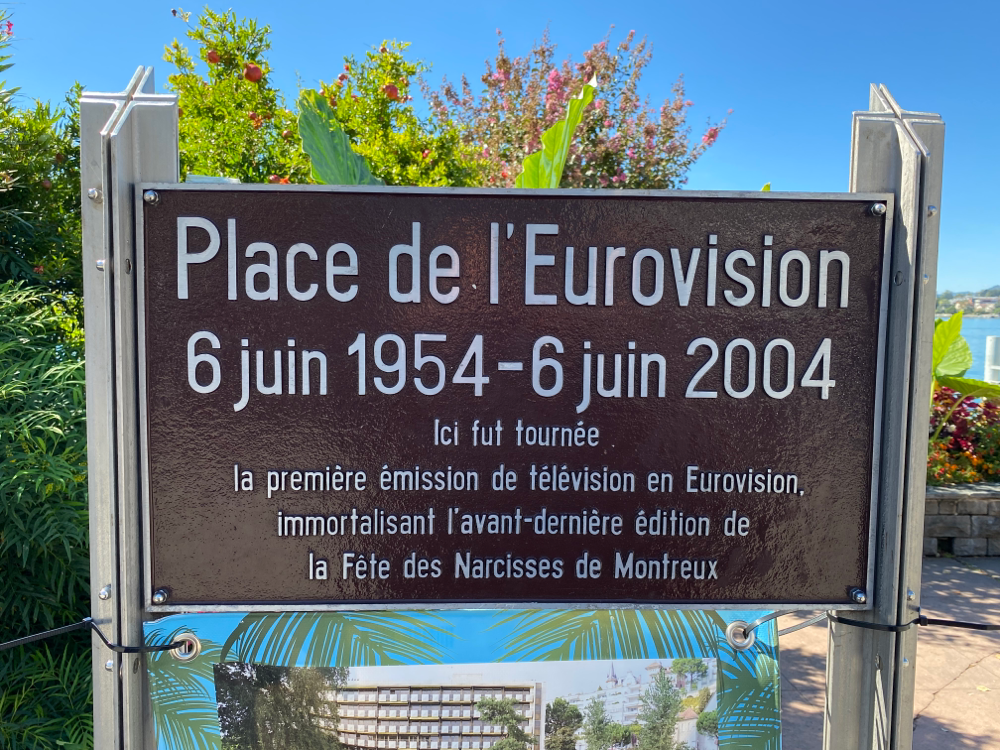 Place de l'Eurovision
6 juin 1954-6 juin 2004
Ici fut tournée
la première émission de télévision en Eurovision,
immortalisant l'avant-dernière édition de
la Fête des Narcisses de Montreux